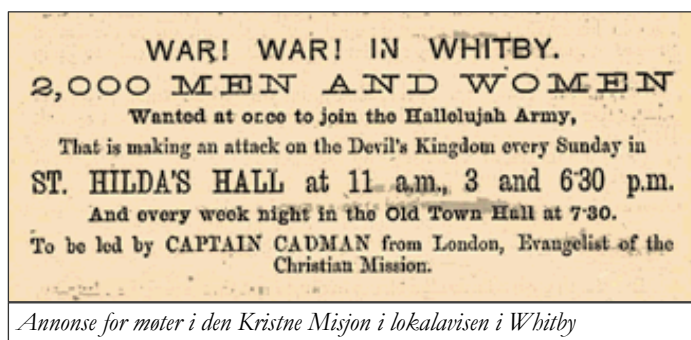 WAR! WAR! IN WHITBY.
2,000 MEN AND WOMEN
Wanted at once to join the Hallelujah Army,
That is making an attack on the Devil's Kingdom every Sunday in
ST. HILDA'S HALL at 11 a.m., 3 and 6·30 p.m.
And every week night in the Old Town Hall at 7·30.
To be led by CAPTAIN CADMAN from London, Evangelist of the
Christian Mission.
Annonse for møter i den Kristne Misjon i lokalavisen i Whitby